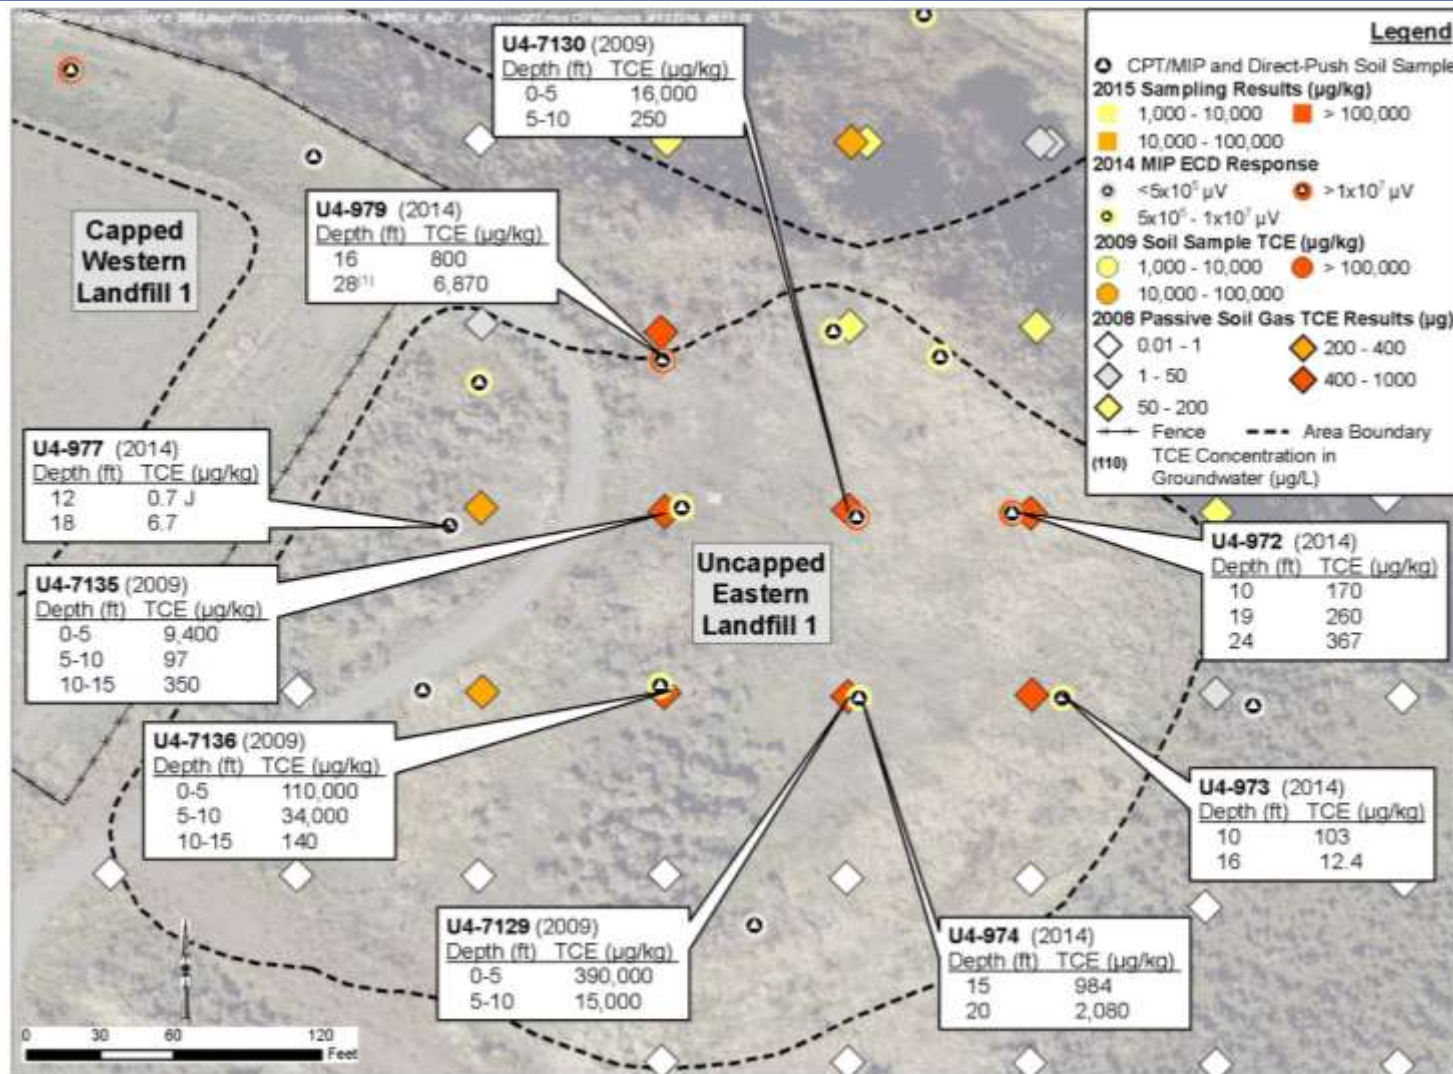 U4-7130 (2009)
Depth (ft) TCE (µg/kg)
0-5 16,000
5-10 250
Legend
CPT/MIP and Direct-Push Soil Sample
2015 Sampling Results (µg/kg)
1,000 - 10,000 > 100,000
10,000 - 100,000
2014 MIP ECD Response
>1x10⁷ µV
2009 Soil Sample TCE (µg/kg)
1,000 - 10,000 > 100,000
10,000 - 100,000
2008 Passive Soil Gas TCE Results (µg)
0.01 - 1 200 - 400
1 - 50 400 - 1000
50 - 200
Fence Area Boundary
(110) TCE Concentration in
Groundwater (µg/L)
Capped
Western
Landfill 1
U4-979 (2014)
Depth (ft) TCE (µg/kg)
16 800
28⁽¹⁾ 6,870
U4-977 (2014)
Depth (ft) TCE (µg/kg)
12 0.7 J
18 6.7
U4-7135 (2009)
Depth (ft) TCE (µg/kg)
0-5 9,400
5-10 97
10-15 350
Uncapped
Eastern
Landfill 1
U4-972 (2014)
Depth (ft) TCE (µg/kg)
10 170
19 260
24 367
U4-7136 (2009)
Depth (ft) TCE (µg/kg)
0-5 110,000
5-10 34,000
10-15 140
U4-973 (2014)
Depth (ft) TCE (µg/kg)
10 103
16 12.4
U4-7129 (2009)
Depth (ft) TCE (µg/kg)
0-5 390,000
5-10 15,000
U4-974 (2014)
Depth (ft) TCE (µg/kg)
15 984
20 2,080
0 30 60 120
Feet